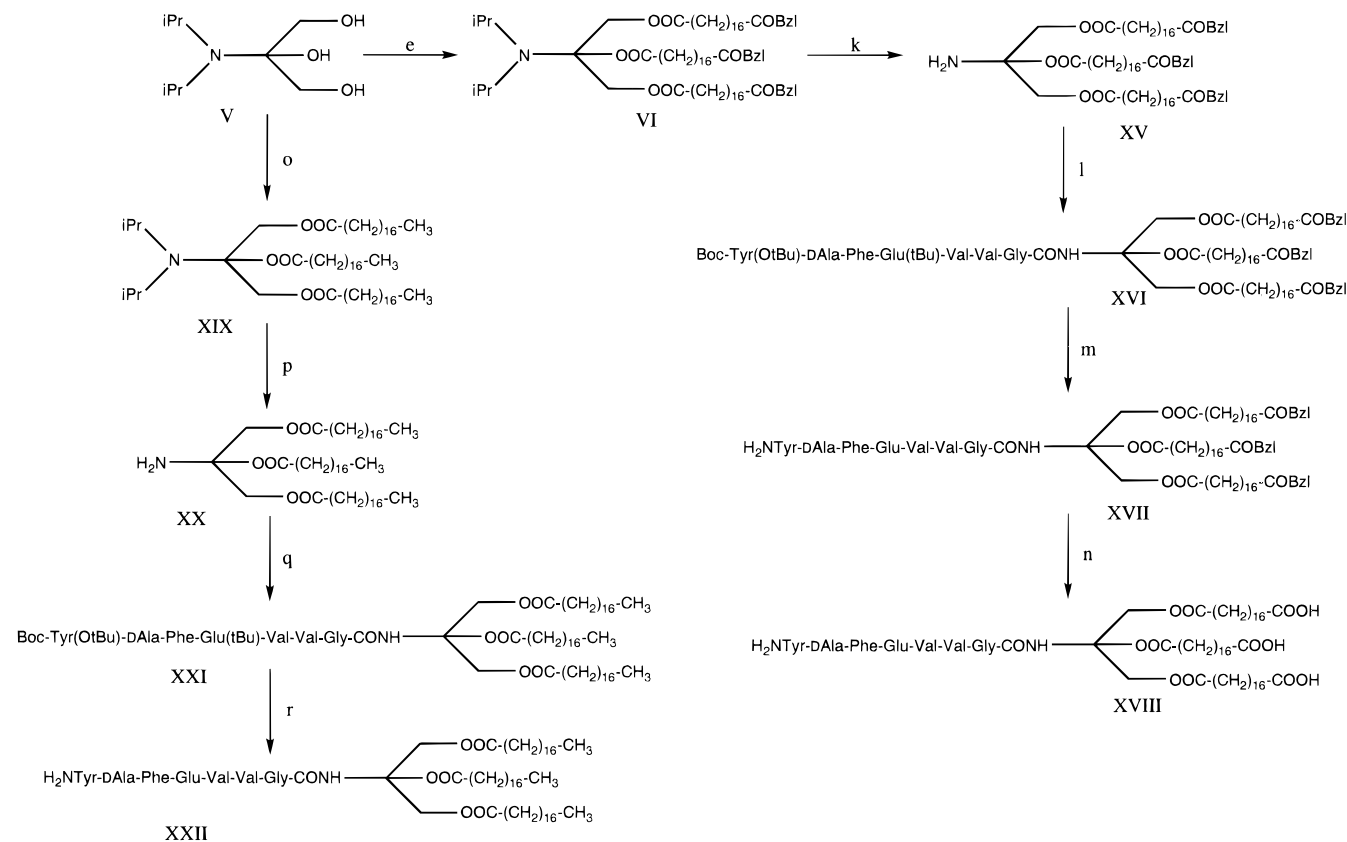 iPr
OH
N
OH
iPr
OH
V
e
iPr
OOC-(CH₂)₁₆-COBzl
N
OOC-(CH₂)₁₆-COBzl
iPr
OOC-(CH₂)₁₆-COBzl
VI
k
OOC-(CH₂)₁₆-COBzl
H₂N
OOC-(CH₂)₁₆-COBzl
OOC-(CH₂)₁₆-COBzl
XV
o
l
iPr
OOC-(CH₂)₁₆-CH₃
N
OOC-(CH₂)₁₆-CH₃
iPr
OOC-(CH₂)₁₆-CH₃
XIX
OOC-(CH₂)₁₆-COBzl
Boc-Tyr(OtBu)-DAla-Phe-Glu(tBu)-Val-Val-Gly-CONH
OOC-(CH₂)₁₆-COBzl
OOC-(CH₂)₁₆-COBzl
XVI
p
m
OOC-(CH₂)₁₆-CH₃
H₂N
OOC-(CH₂)₁₆-CH₃
OOC-(CH₂)₁₆-CH₃
XX
OOC-(CH₂)₁₆-COBzl
H₂NTyr-DAla-Phe-Glu-Val-Val-Gly-CONH
OOC-(CH₂)₁₆-COBzl
OOC-(CH₂)₁₆-COBzl
XVII
q
n
OOC-(CH₂)₁₆-CH₃
Boc-Tyr(OtBu)-DAla-Phe-Glu(tBu)-Val-Val-Gly-CONH
OOC-(CH₂)₁₆-CH₃
OOC-(CH₂)₁₆-CH₃
XXI
OOC-(CH₂)₁₆-COOH
H₂NTyr-DAla-Phe-Glu-Val-Val-Gly-CONH
OOC-(CH₂)₁₆-COOH
OOC-(CH₂)₁₆-COOH
XVIII
r
OOC-(CH₂)₁₆-CH₃
H₂NTyr-DAla-Phe-Glu-Val-Val-Gly-CONH
OOC-(CH₂)₁₆-CH₃
OOC-(CH₂)₁₆-CH₃
XXII